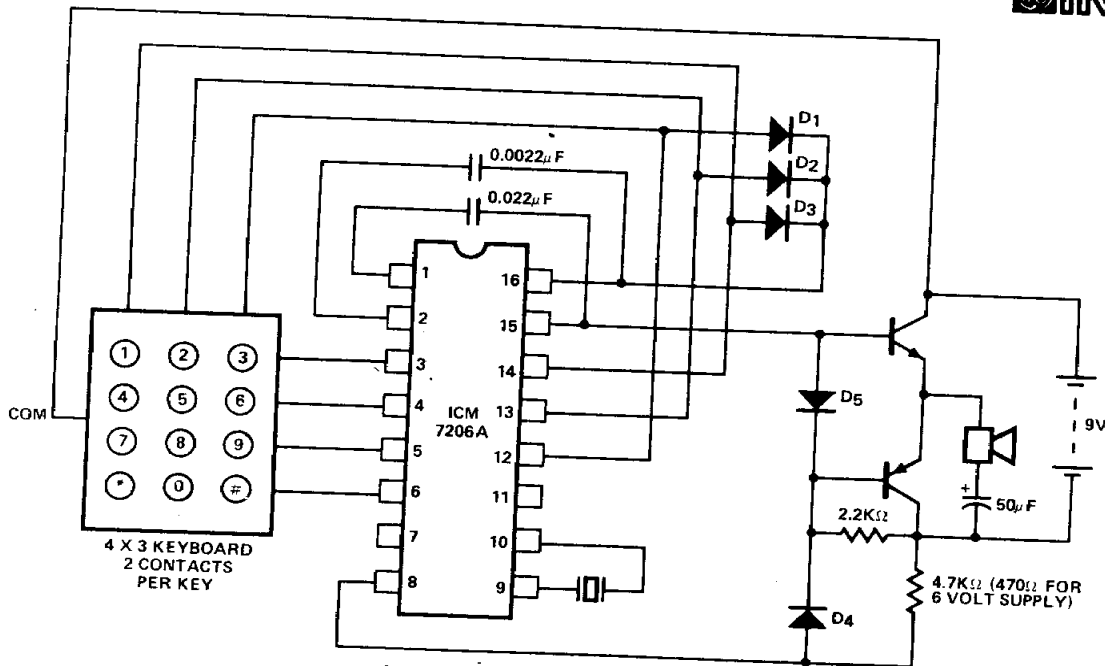 D1
D2
D3
0.0022µF
0.022µF
1
2
3
4
5
6
7
8
16
15
14
13
12
11
10
9
ICM
7206A
COM
1 2 3
4 5 6
7 8 9
* 0 #
4 X 3 KEYBOARD
2 CONTACTS
PER KEY
D5
D4
2.2KΩ
+
50µF
9V
4.7KΩ (470Ω FOR
6 VOLT SUPPLY)